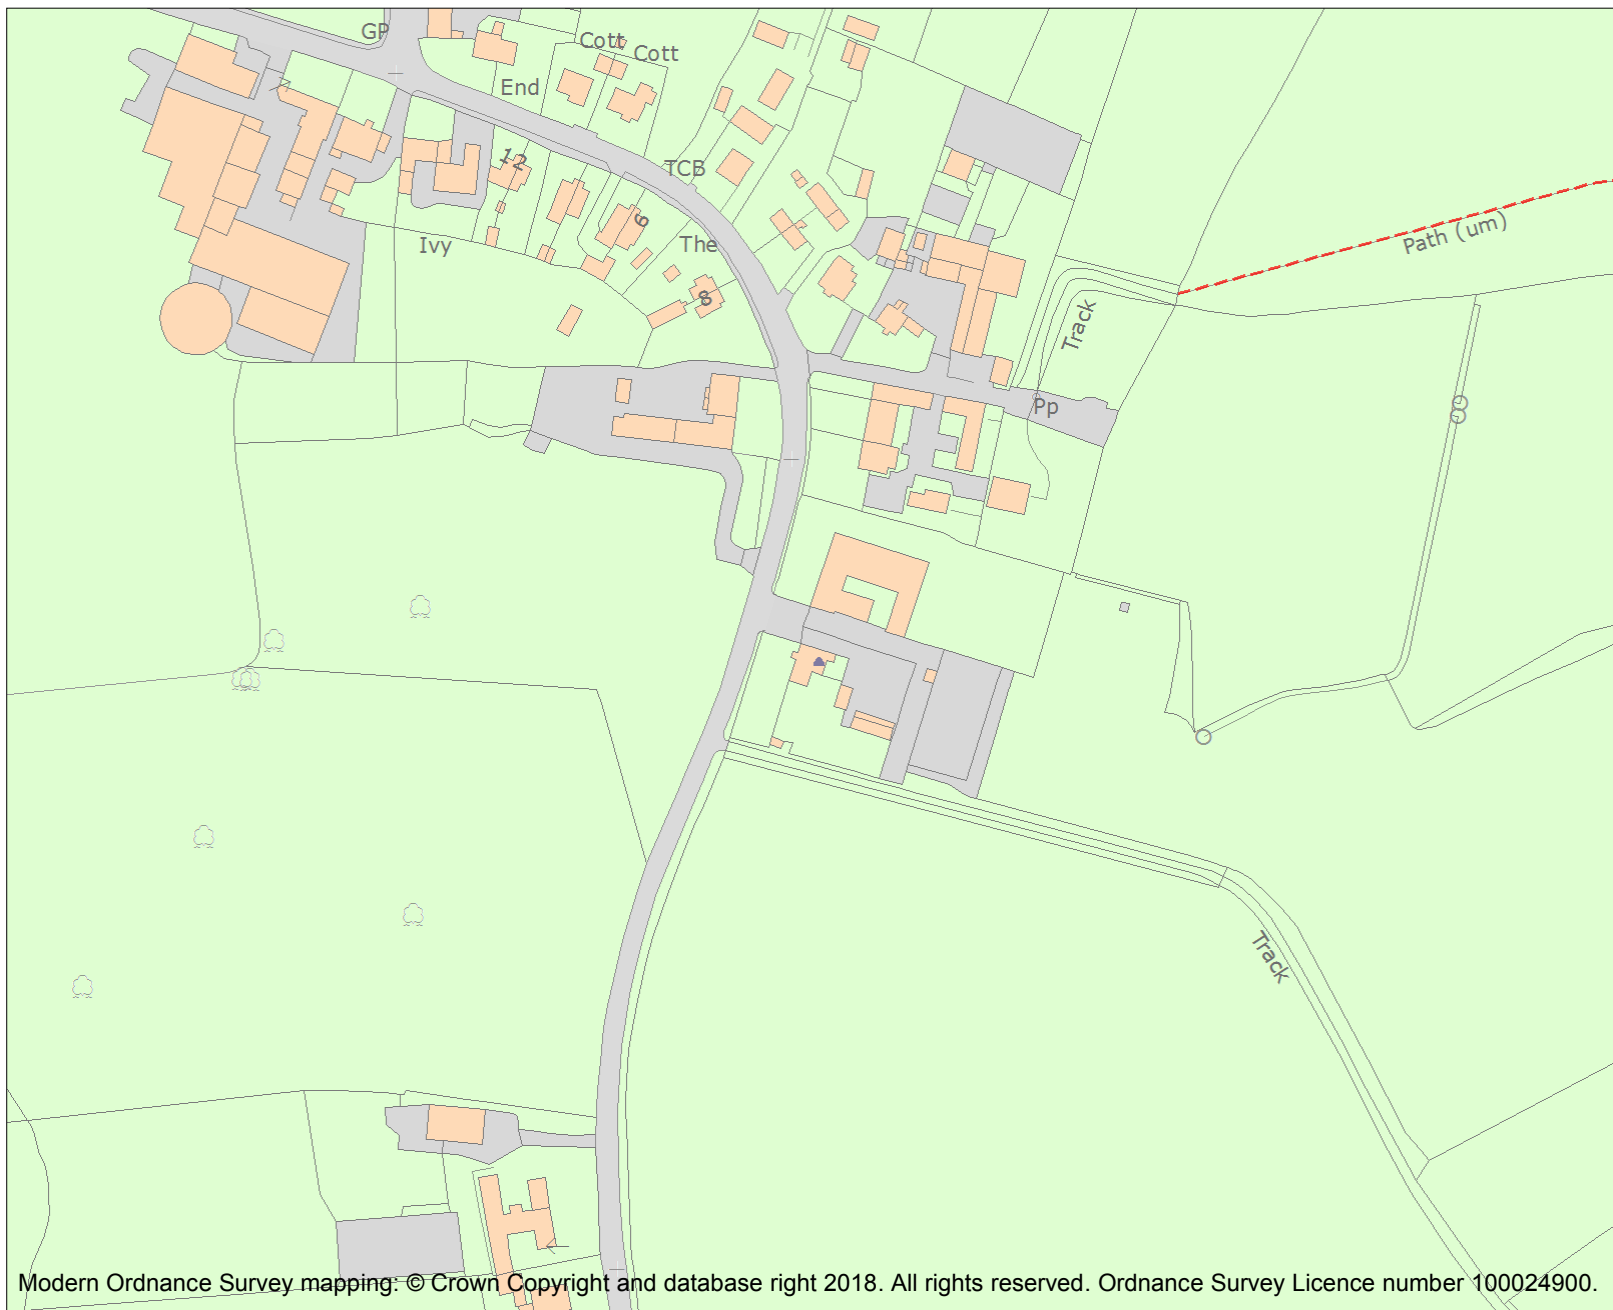 GP
Cott
Cott
End
12
TCB
6
The
Ivy
8
Path (um)
Track
Pp
Track
Modern Ordnance Survey mapping: © Crown Copyright and database right 2018. All rights reserved. Ordnance Survey Licence number 100024900.